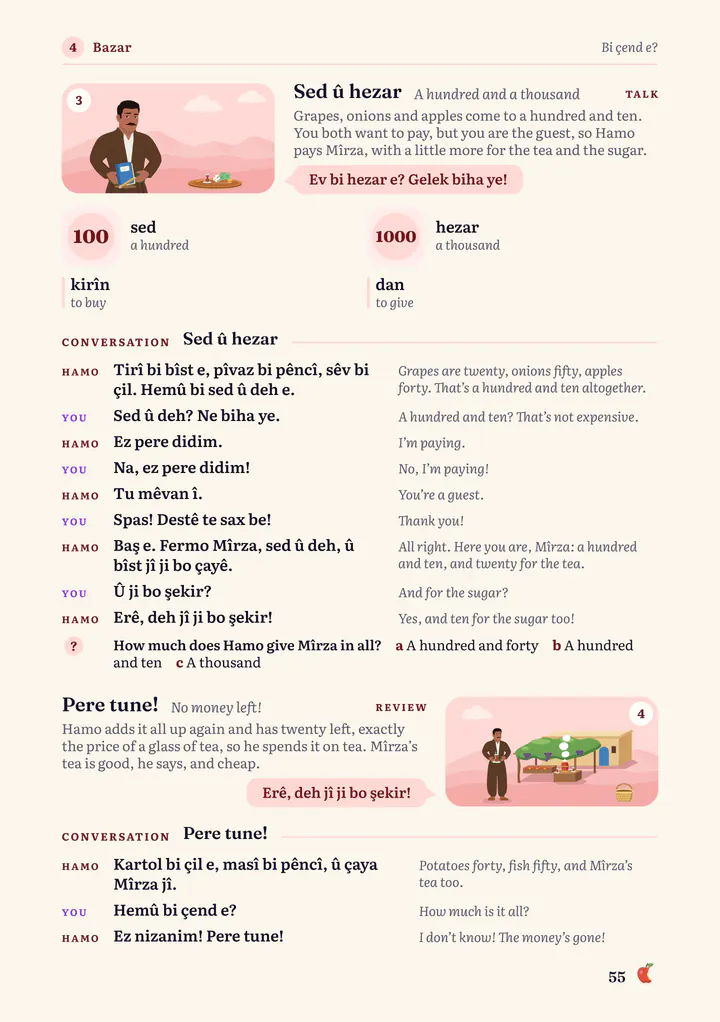 4 Bazar
Bi çend e?
3
Sed û hezar A hundred and a thousand TALK
Grapes, onions and apples come to a hundred and ten.
You both want to pay, but you are the guest, so Hamo
pays Mîrza, with a little more for the tea and the sugar.
Ev bi hezar e? Gelek biha ye!
100 sed
a hundred
1000 hezar
a thousand
kirîn
to buy
dan
to give
CONVERSATION Sed û hezar
HAMO Tirî bi bîst e, pîvaz bi pêncî, sêv bi
çil. Hemû bi sed û deh e.
Grapes are twenty, onions fifty, apples
forty. That's a hundred and ten altogether.
YOU Sed û deh? Ne biha ye. A hundred and ten? That's not expensive.
HAMO Ez pere didim. I'm paying.
YOU Na, ez pere didim! No, I'm paying!
HAMO Tu mêvan î. You're a guest.
YOU Spas! Destê te sax be! Thank you!
HAMO Baş e. Fermo Mîrza, sed û deh, û
bîst jî ji bo çayê.
All right. Here you are, Mîrza: a hundred
and ten, and twenty for the tea.
YOU Û ji bo şekir? And for the sugar?
HAMO Erê, deh jî ji bo şekir! Yes, and ten for the sugar too!
? How much does Hamo give Mîrza in all? a A hundred and forty b A hundred
and ten c A thousand
Pere tune! No money left! REVIEW
Hamo adds it all up again and has twenty left, exactly
the price of a glass of tea, so he spends it on tea. Mîrza's
tea is good, he says, and cheap.
Erê, deh jî ji bo şekir!
4
CONVERSATION Pere tune!
HAMO Kartol bi çil e, masî bi pêncî, û çaya
Mîrza jî.
Potatoes forty, fish fifty, and Mîrza's
tea too.
YOU Hemû bi çend e? How much is it all?
HAMO Ez nizanim! Pere tune! I don't know! The money's gone!
55